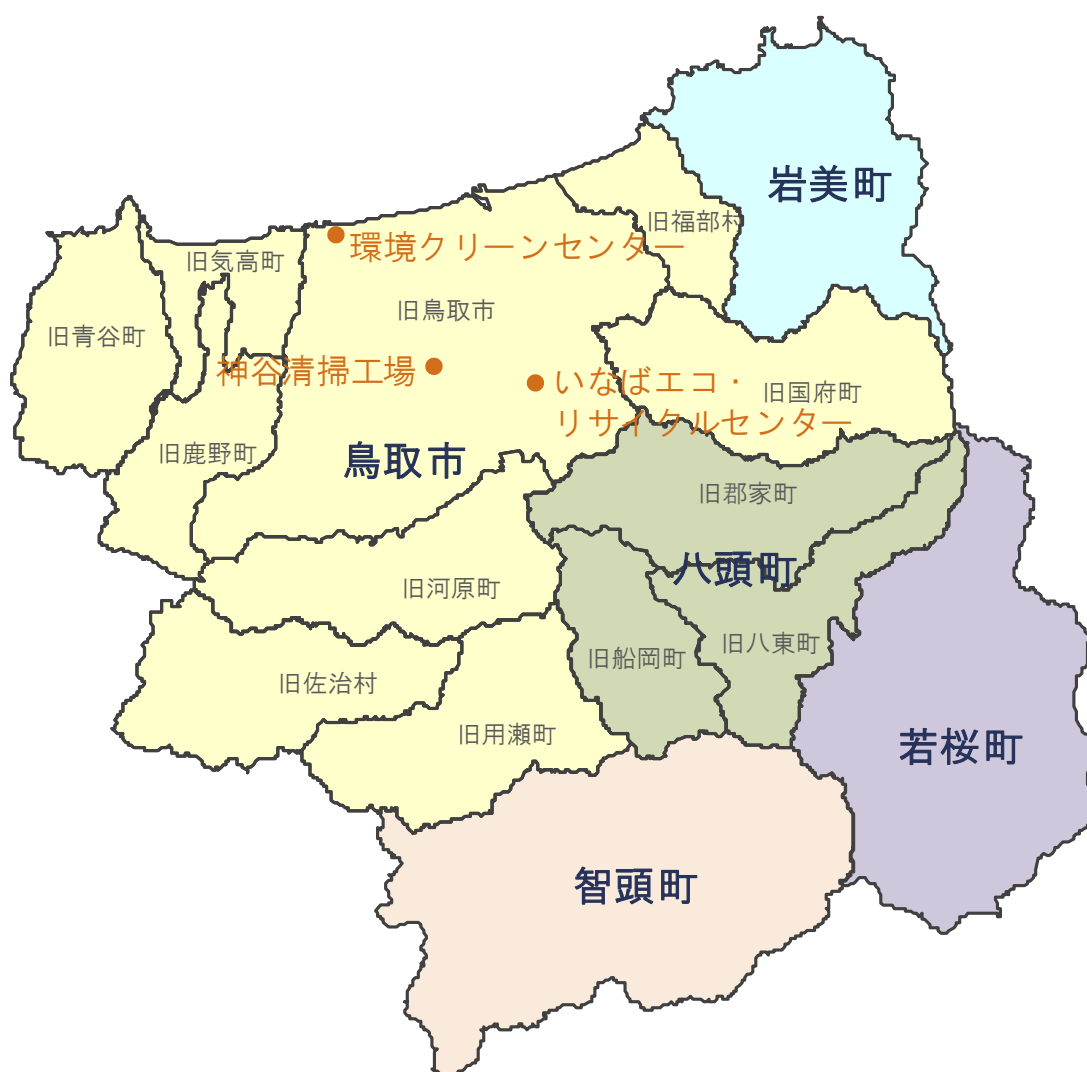 岩美町
旧福部村
環境クリーンセンター
旧気高町
旧鳥取市
旧青谷町
神谷清掃工場
いなばエコ・
リサイクルセンター
旧国府町
旧鹿野町
鳥取市
旧郡家町
八頭町
旧河原町
旧八東町
旧船岡町
旧佐治村
旧用瀬町
若桜町
智頭町